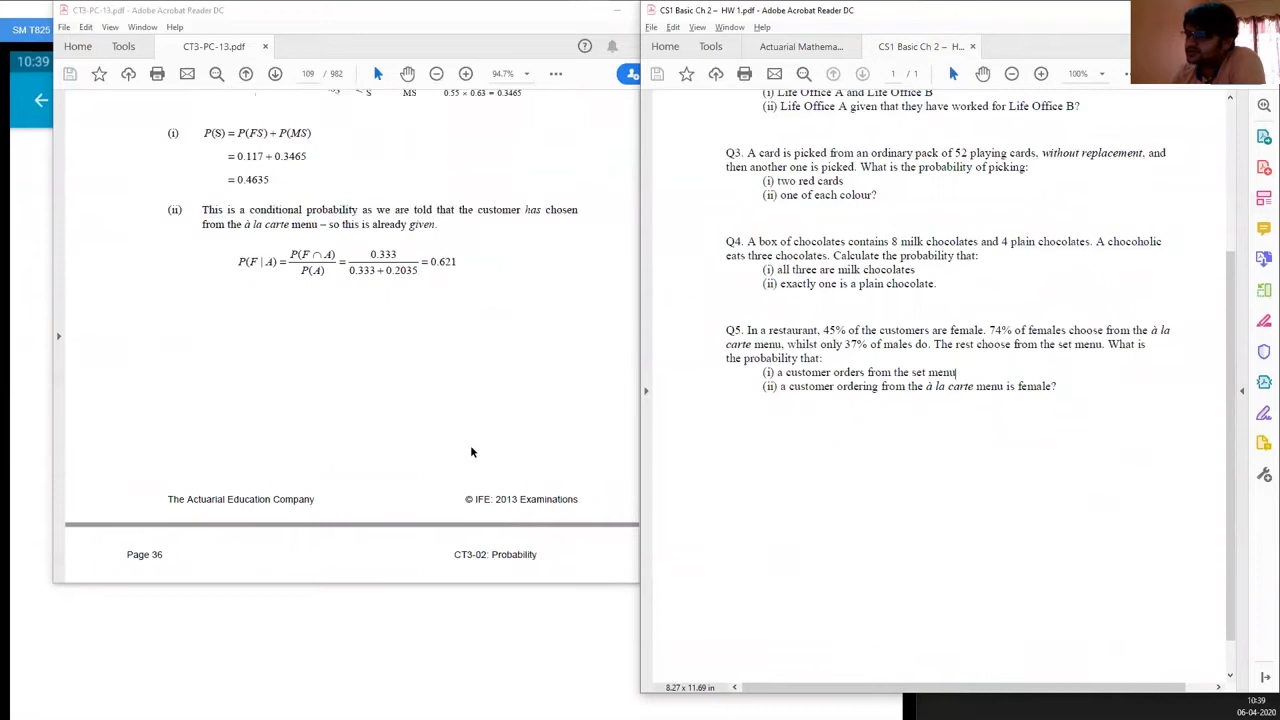 SM T825
10:39
CT3-PC-13.pdf - Adobe Acrobat Reader DC
File Edit View Window Help
Home Tools CT3-PC-13.pdf ×
109 / 982 94.7%
S MS 0.55 × 0.63 = 0.3465
(i) P(S) = P(FS) + P(MS)
= 0.117 + 0.3465
= 0.4635
(ii) This is a conditional probability as we are told that the customer has chosen
from the à la carte menu – so this is already given.
P(F | A) = P(F ∩ A) / P(A) = 0.333 / 0.333 + 0.2035 = 0.621
The Actuarial Education Company © IFE: 2013 Examinations
Page 36 CT3-02: Probability
CS1 Basic Ch 2 – HW 1.pdf - Adobe Acrobat Reader DC
File Edit View Window Help
Home Tools Actuarial Mathema... CS1 Basic Ch 2 – H... ×
1 / 1 100%
(i) Life Office A and Life Office B
(ii) Life Office A given that they have worked for Life Office B?
Q3. A card is picked from an ordinary pack of 52 playing cards, without replacement, and
then another one is picked. What is the probability of picking:
(i) two red cards
(ii) one of each colour?
Q4. A box of chocolates contains 8 milk chocolates and 4 plain chocolates. A chocoholic
eats three chocolates. Calculate the probability that:
(i) all three are milk chocolates
(ii) exactly one is a plain chocolate.
Q5. In a restaurant, 45% of the customers are female. 74% of females choose from the à la
carte menu, whilst only 37% of males do. The rest choose from the set menu. What is
the probability that:
(i) a customer orders from the set menu
(ii) a customer ordering from the à la carte menu is female?
8.27 x 11.69 in
10:39
06-04-2020